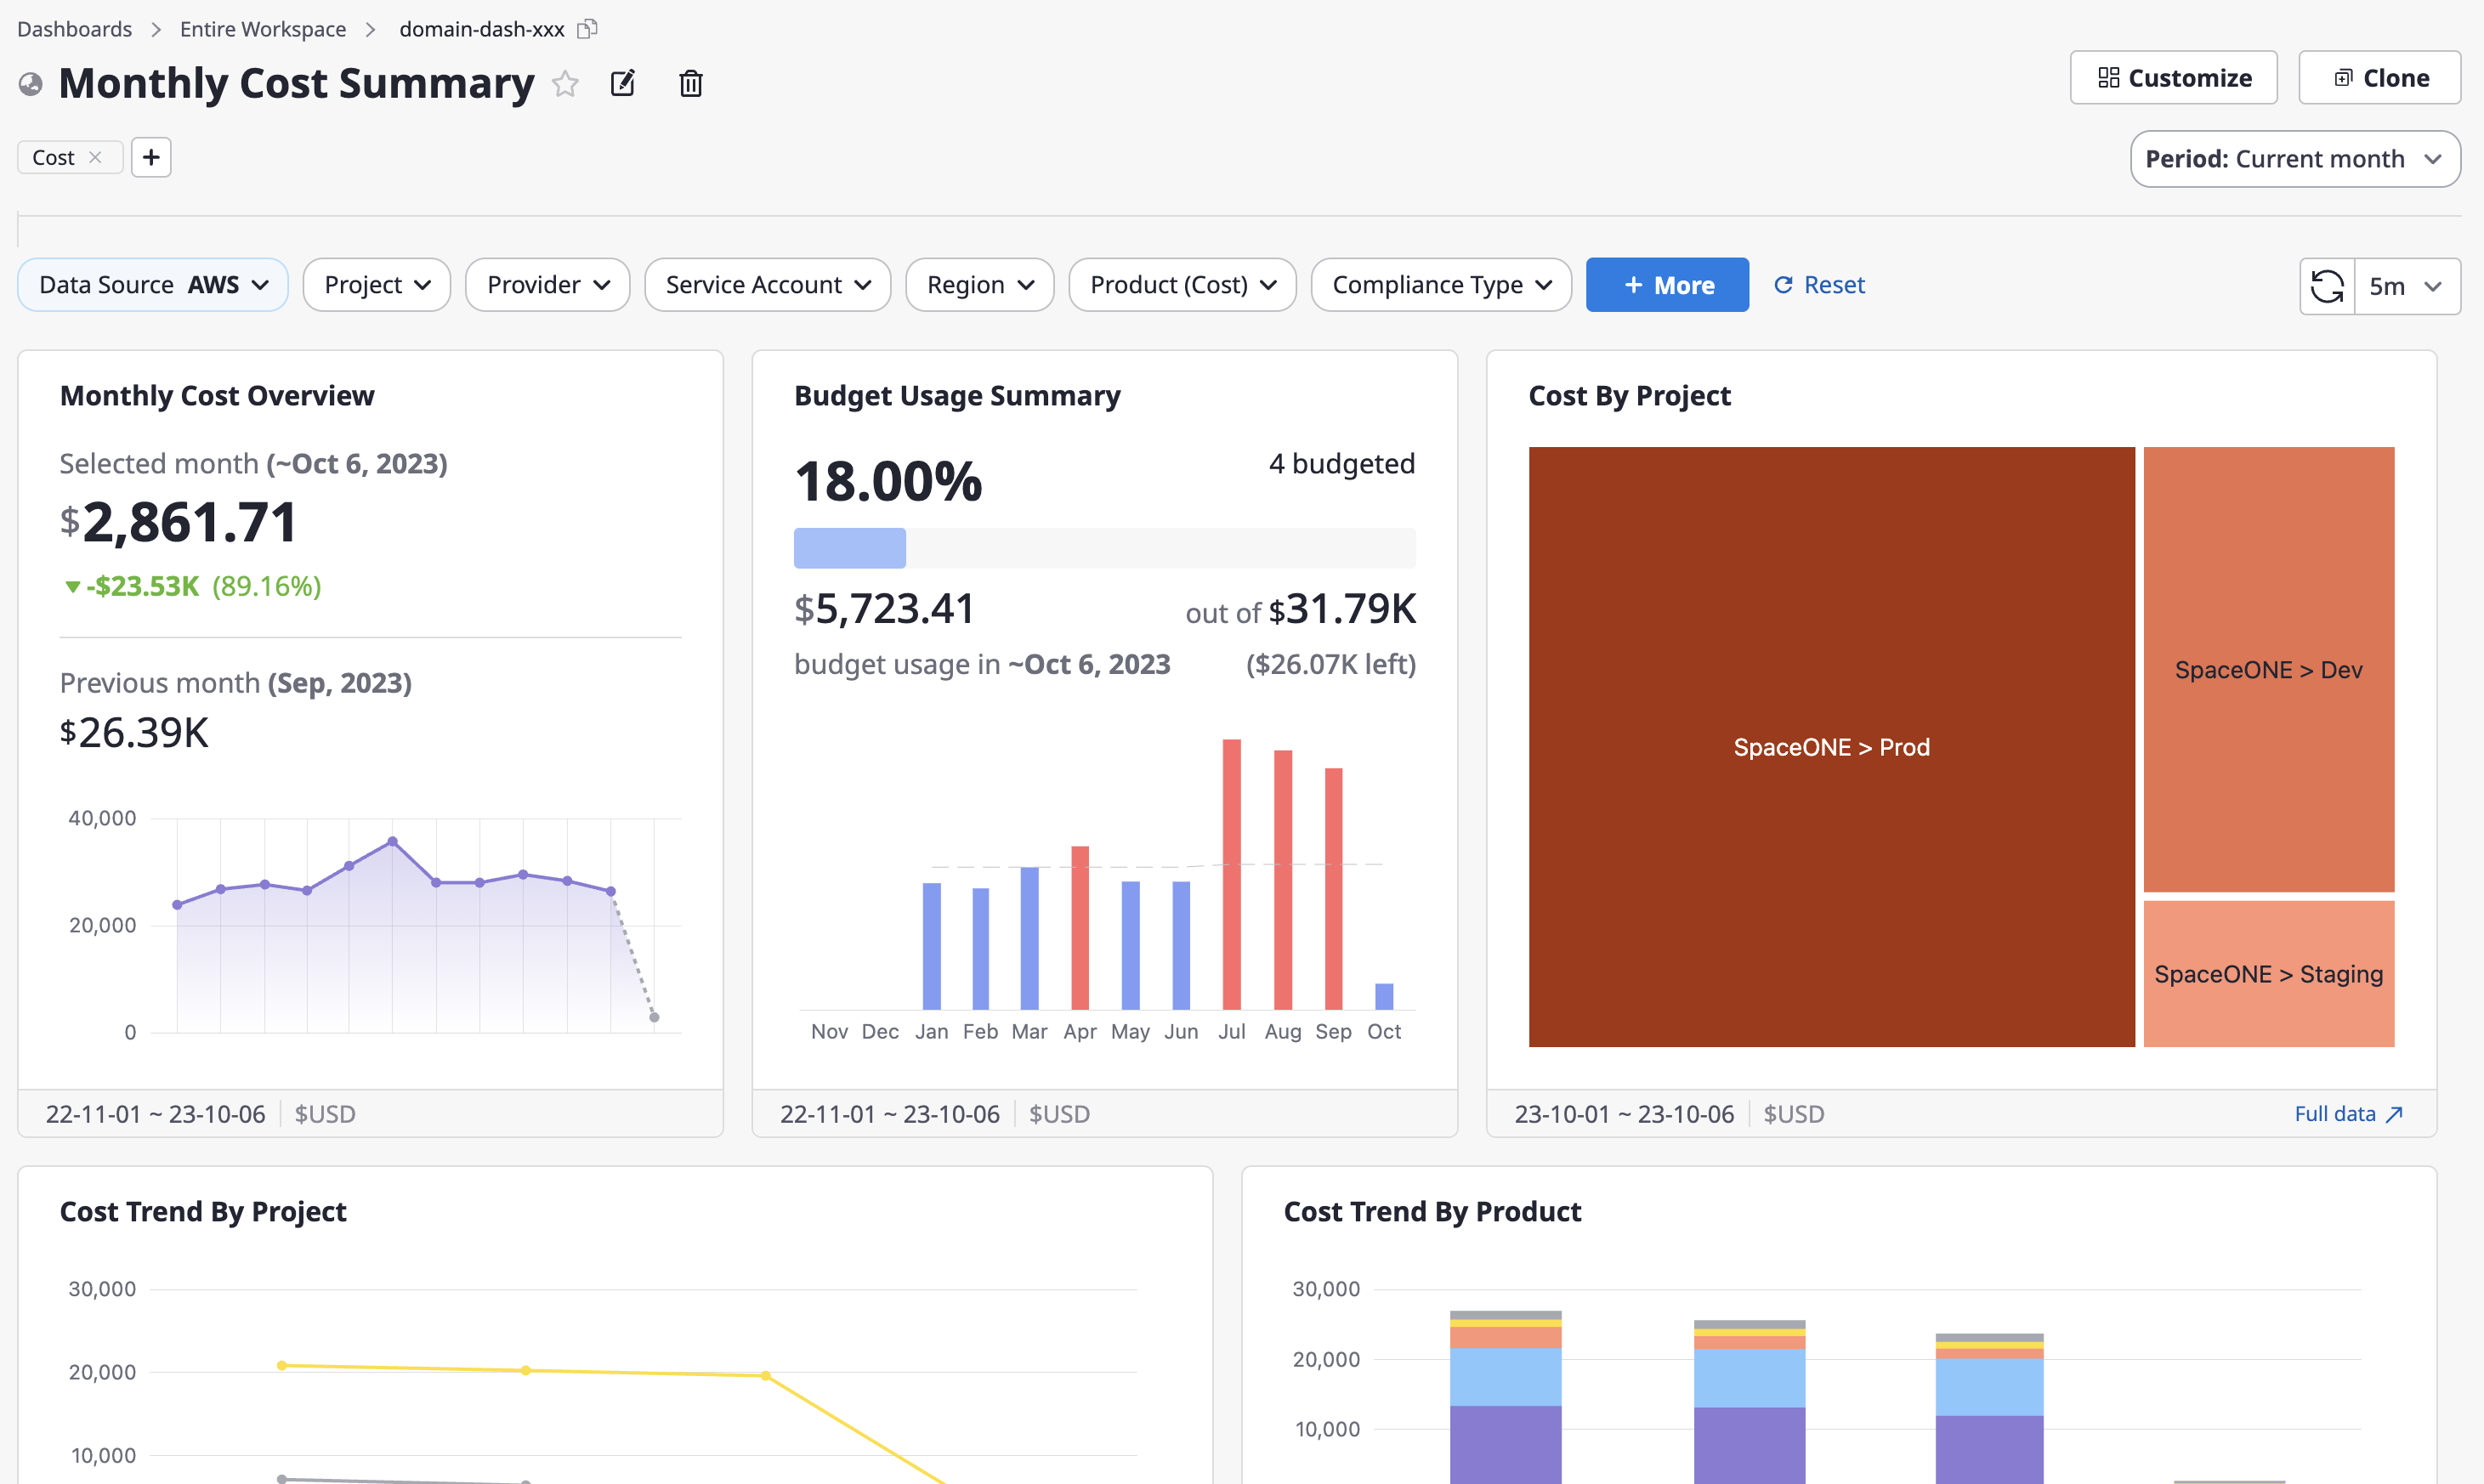 Dashboards > Entire Workspace > domain-dash-xxx
Monthly Cost Summary
Customize
Clone
Cost
Period: Current month
Data Source AWS
Project
Provider
Service Account
Region
Product (Cost)
Compliance Type
+ More
Reset
5m
Monthly Cost Overview
Selected month (~Oct 6, 2023)
$2,861.71
-$23.53K (89.16%)
Previous month (Sep, 2023)
$26.39K
40,000
20,000
0
22-11-01 ~ 23-10-06 $USD
Budget Usage Summary
18.00%
4 budgeted
$5,723.41
out of $31.79K
budget usage in ~Oct 6, 2023
($26.07K left)
Nov Dec Jan Feb Mar Apr May Jun Jul Aug Sep Oct
22-11-01 ~ 23-10-06 $USD
Cost By Project
SpaceONE > Prod
SpaceONE > Dev
SpaceONE > Staging
23-10-01 ~ 23-10-06 $USD
Full data
Cost Trend By Project
30,000
20,000
10,000
Cost Trend By Product
30,000
20,000
10,000